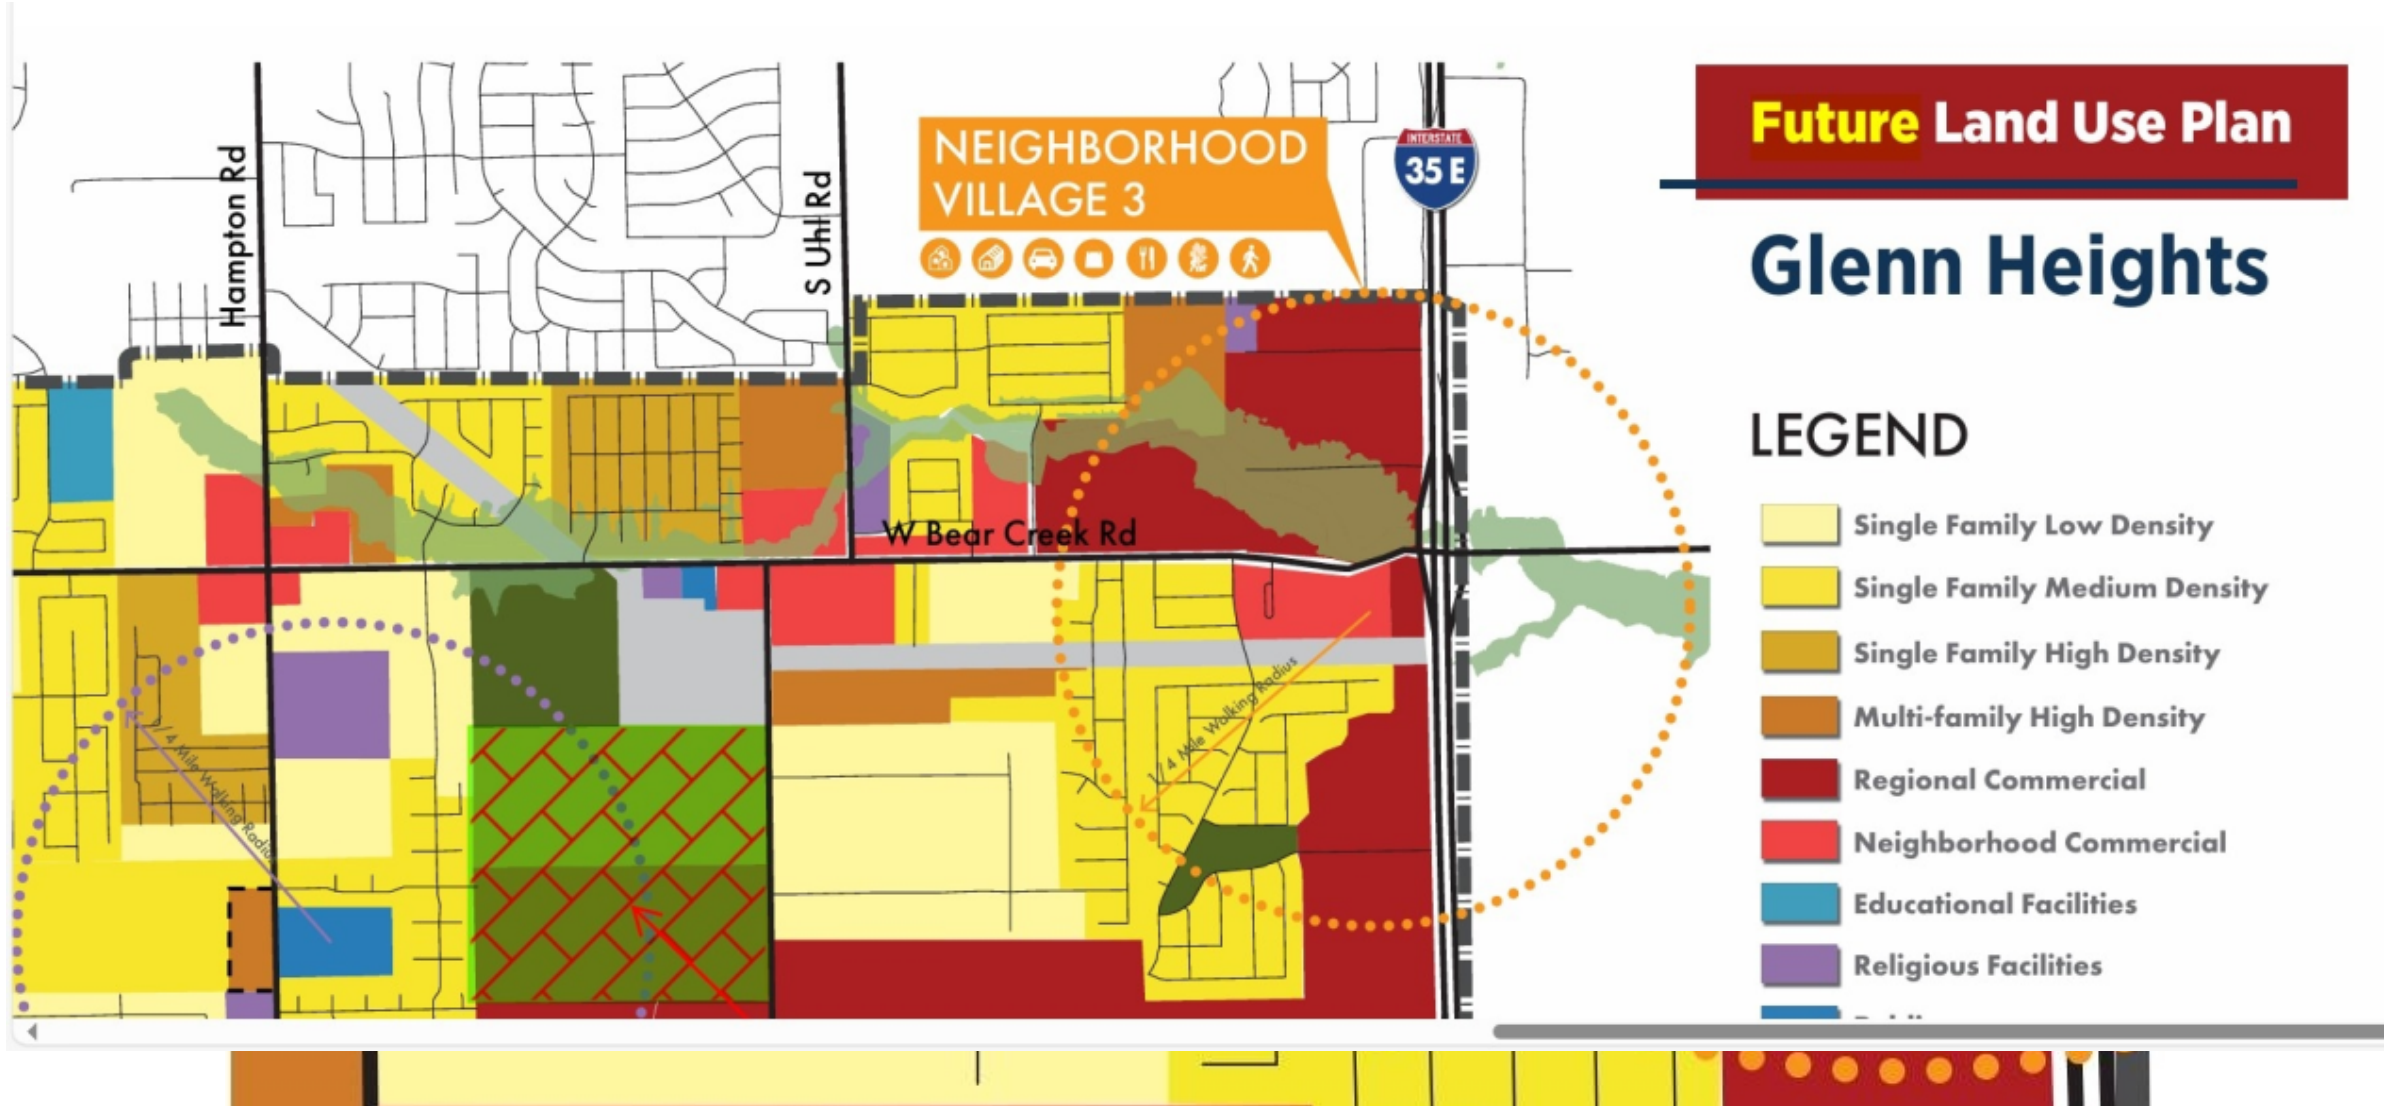 Future Land Use Plan
Glenn Heights
NEIGHBORHOOD
VILLAGE 3
INTERSTATE
35 E
Hampton Rd
S Uhl Rd
W Bear Creek Rd
1/4 Mile Walking Radius
1/4 Mile Walking Radius
LEGEND
Single Family Low Density
Single Family Medium Density
Single Family High Density
Multi-family High Density
Regional Commercial
Neighborhood Commercial
Educational Facilities
Religious Facilities